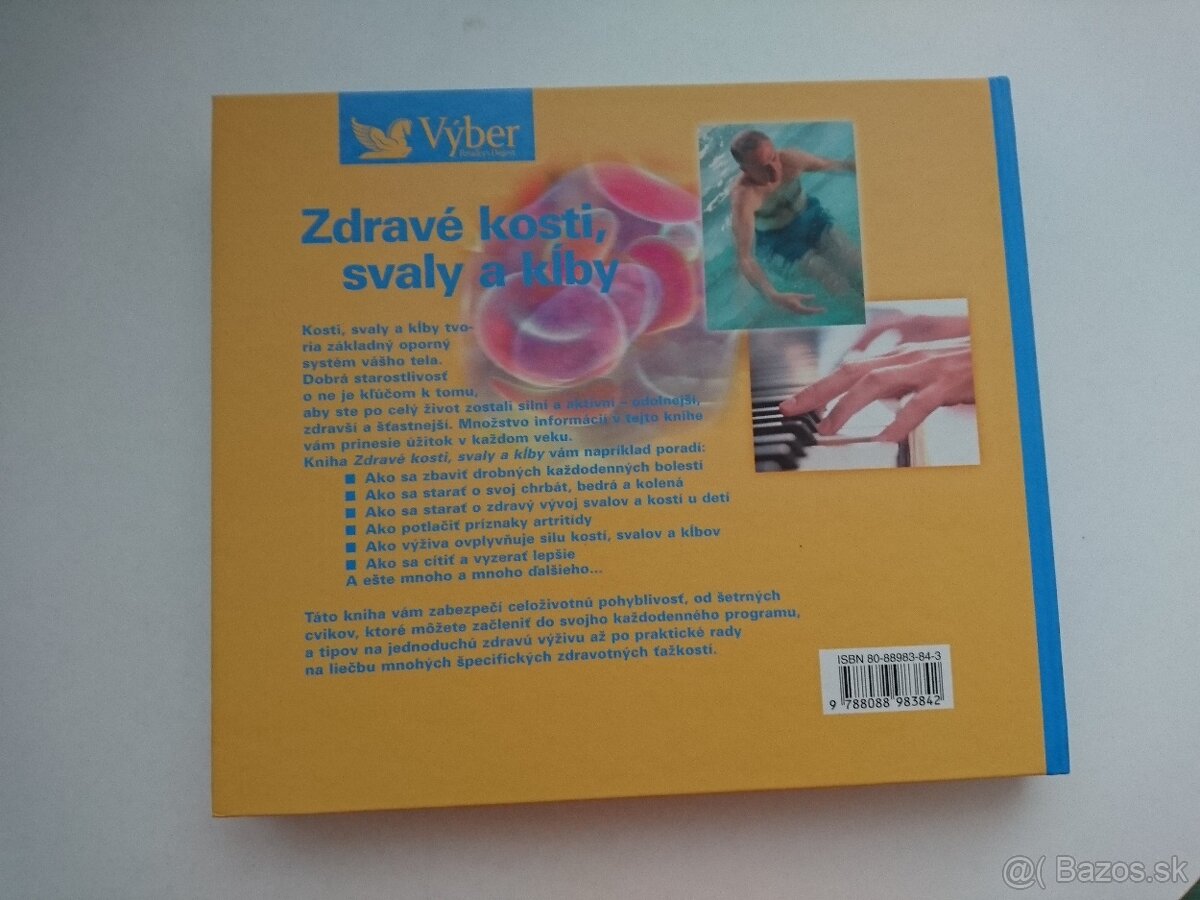 Výber
Reader's Digest
Zdravé kosti,
svaly a kĺby
Kosti, svaly a kĺby tvo-
ria základný oporný
systém vášho tela.
Dobrá starostlivosť
o ne je kľúčom k tomu,
aby ste po celý život zostali silní a aktívni – odolnejší,
zdravší a šťastnejší. Množstvo informácií v tejto knihe
vám prinesie úžitok v každom veku.
Kniha Zdravé kosti, svaly a kĺby vám napríklad poradí:
■ Ako sa zbaviť drobných každodenných bolestí
■ Ako sa starať o svoj chrbát, bedrá a kolená
■ Ako sa starať o zdravý vývoj svalov a kostí u detí
■ Ako potlačiť príznaky artritídy
■ Ako výživa ovplyvňuje silu kostí, svalov a kĺbov
■ Ako sa cítiť a vyzerať lepšie
A ešte mnoho a mnoho ďalšieho...
Táto kniha vám zabezpečí celoživotnú pohyblivosť, od šetrných
cvikov, ktoré môžete začleniť do svojho každodenného programu,
a tipov na jednoduchú zdravú výživu až po praktické rady
na liečbu mnohých špecifických zdravotných ťažkostí.
ISBN 80-88983-84-3
9 788088 983842
@( Bazos.sk